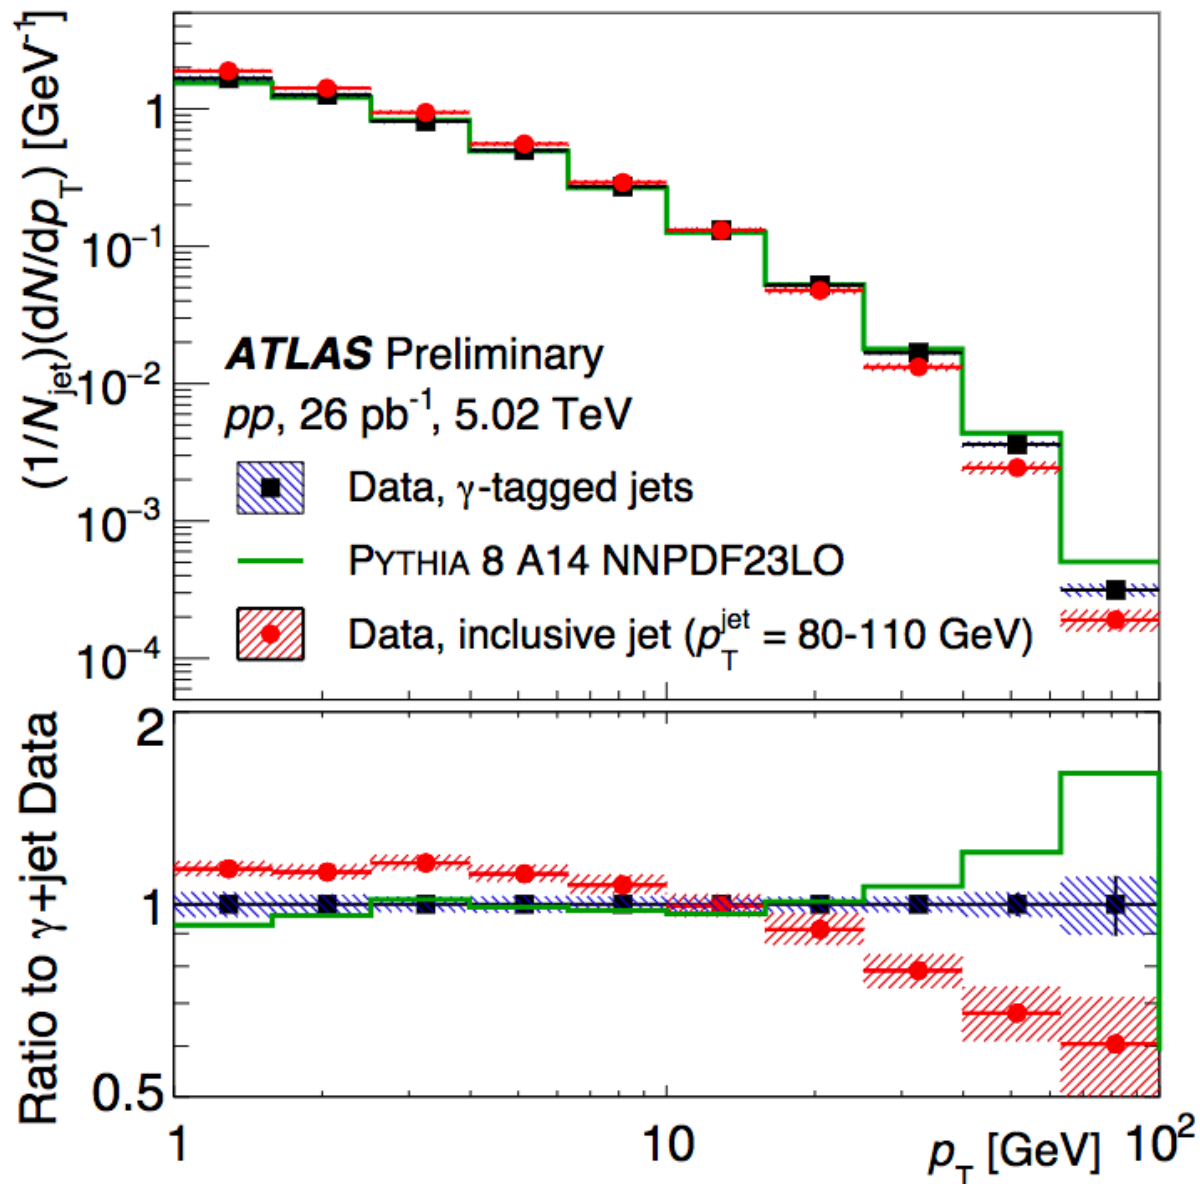 (1/N_jet)(dN/dp_T) [GeV⁻¹]
1
10⁻¹
10⁻²
10⁻³
10⁻⁴
ATLAS Preliminary
pp, 26 pb⁻¹, 5.02 TeV
Data, γ-tagged jets
PYTHIA 8 A14 NNPDF23LO
Data, inclusive jet (p_T^jet = 80-110 GeV)
Ratio to γ+jet Data
2
1
0.5
1
10
p_T [GeV]
10²